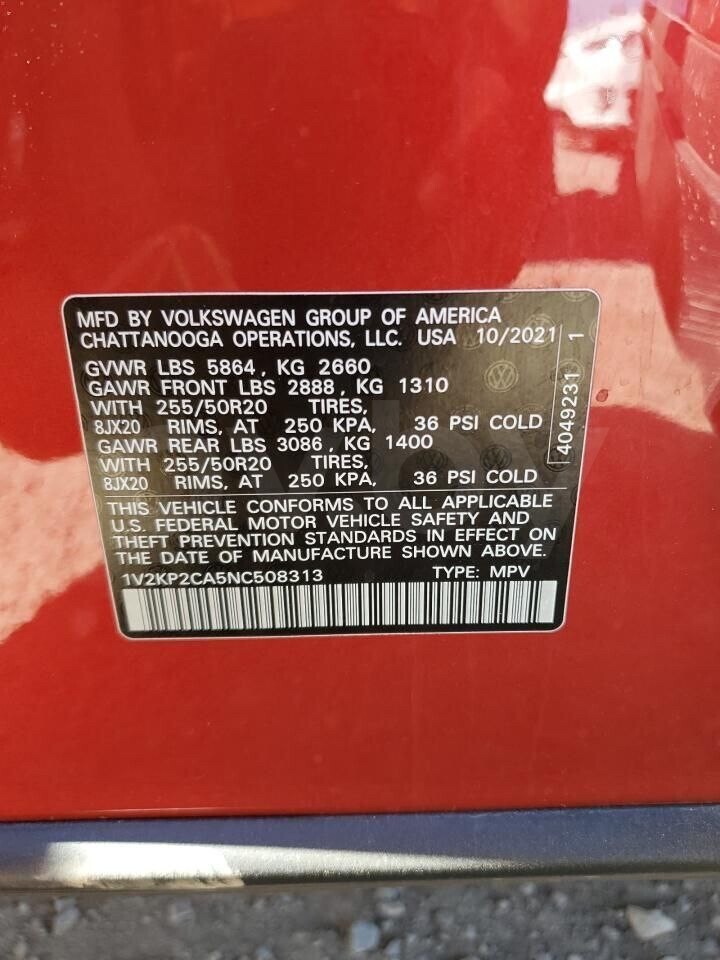 MFD BY VOLKSWAGEN GROUP OF AMERICA
CHATTANOOGA OPERATIONS, LLC. USA 10/2021
GVWR LBS 5864, KG 2660
GAWR FRONT LBS 2888, KG 1310
WITH 255/50R20 TIRES,
8JX20 RIMS, AT 250 KPA, 36 PSI COLD
GAWR REAR LBS 3086, KG 1400
WITH 255/50R20 TIRES,
8JX20 RIMS, AT 250 KPA, 36 PSI COLD
THIS VEHICLE CONFORMS TO ALL APPLICABLE
U.S. FEDERAL MOTOR VEHICLE SAFETY AND
THEFT PREVENTION STANDARDS IN EFFECT ON
THE DATE OF MANUFACTURE SHOWN ABOVE.
1V2KP2CA5NC508313 TYPE: MPV
4049231 1